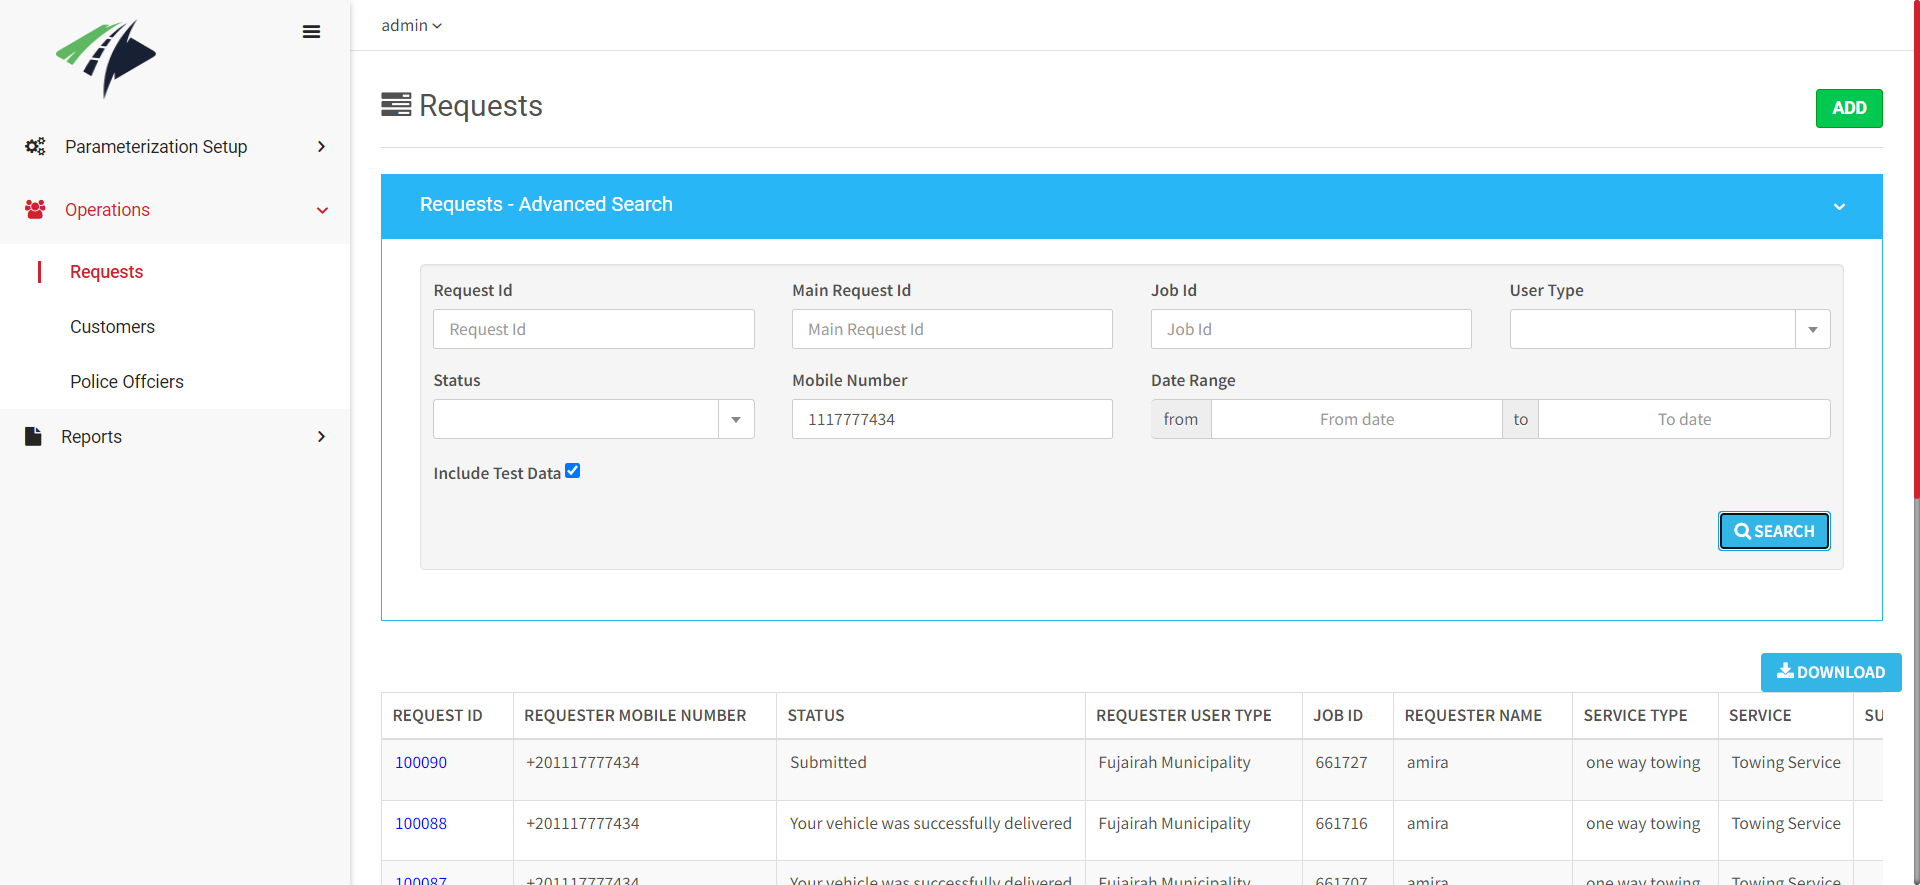 admin
Requests
ADD
Parameterization Setup
Operations
Requests
Customers
Police Offciers
Reports
Requests - Advanced Search
Request Id
Main Request Id
Job Id
User Type
Request Id
Main Request Id
Job Id
Status
Mobile Number
Date Range
1117777434
from
From date
to
To date
Include Test Data
SEARCH
DOWNLOAD
REQUEST ID REQUESTER MOBILE NUMBER STATUS REQUESTER USER TYPE JOB ID REQUESTER NAME SERVICE TYPE SERVICE SU
100090 +201117777434 Submitted Fujairah Municipality 661727 amira one way towing Towing Service
100088 +201117777434 Your vehicle was successfully delivered Fujairah Municipality 661716 amira one way towing Towing Service
100087 +201117777434 Your vehicle was successfully delivered Fujairah Municipality 661707 amira one way towing Towing Service